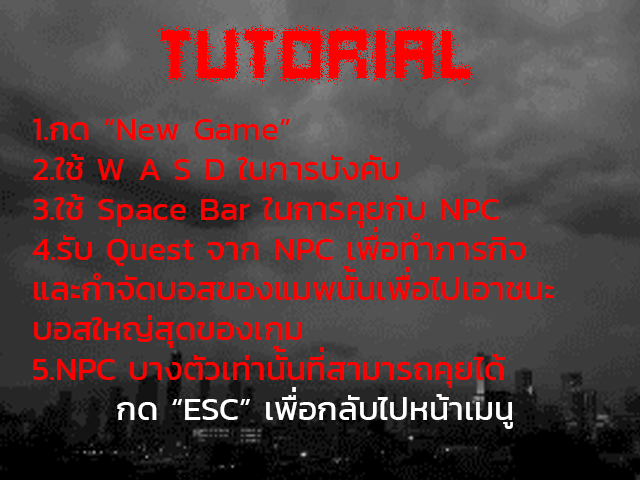 TUTORIAL
1.กด “New Game”
2.ใช้ W A S D ในการบังคับ
3.ใช้ Space Bar ในการคุยกับ NPC
4.รับ Quest จาก NPC เพื่อทำภารกิจ
และกำจัดบอสของแมพนั้นเพื่อไปเอาชนะ
บอสใหญ่สุดของเกม
5.NPC บางตัวเท่านั้นที่สามารถคุยได้
กด “ESC” เพื่อกลับไปหน้าเมนู